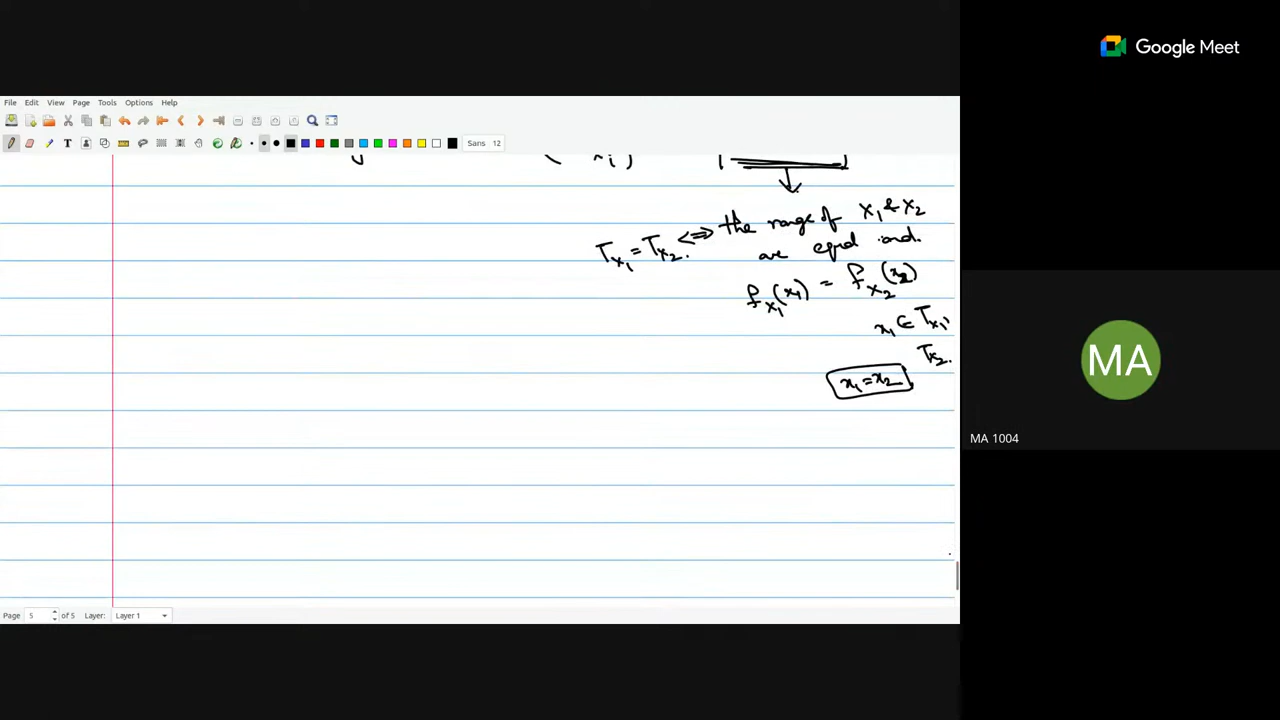 Google Meet
File Edit View Page Tools Options Help
Sans 12
x_i)
the range of X_1 & X_2
T_{X_1} = T_{X_2}. <=> are equal and.
f_{X_1}(x_1) = f_{X_2}(x_2)
x_1 ∈ T_{X_1},
T_{X_2}.
x_1 = x_2
MA
MA 1004
Page 5 of 5 Layer: Layer 1